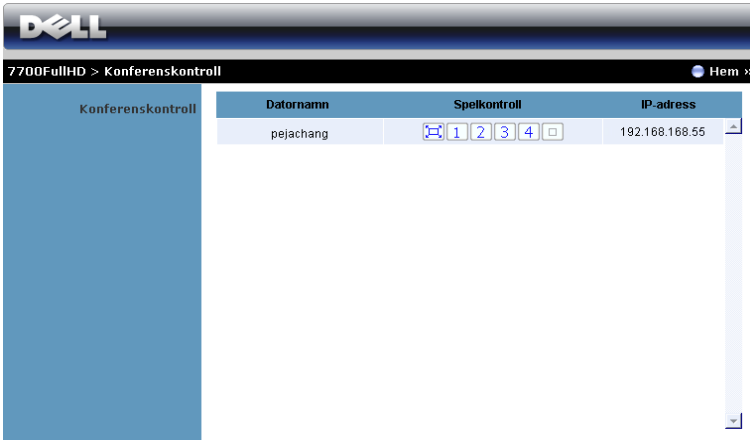 DELL
7700FullHD > Konferenskontroll
Hem »
Konferenskontroll
Datornamn Spelkontroll IP-adress
pejachang 1 2 3 4 192.168.168.55